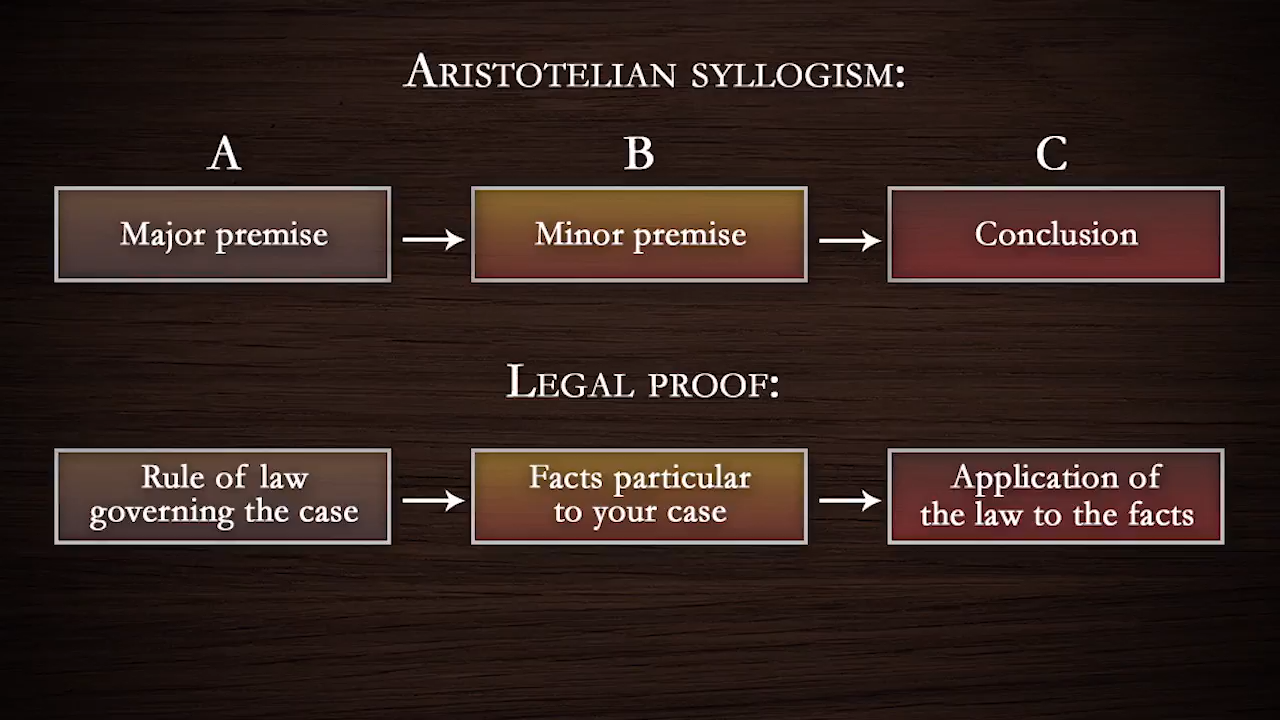 ARISTOTELIAN SYLLOGISM:
A B C
Major premise Minor premise Conclusion
LEGAL PROOF:
Rule of law
governing the case
Facts particular
to your case
Application of
the law to the facts